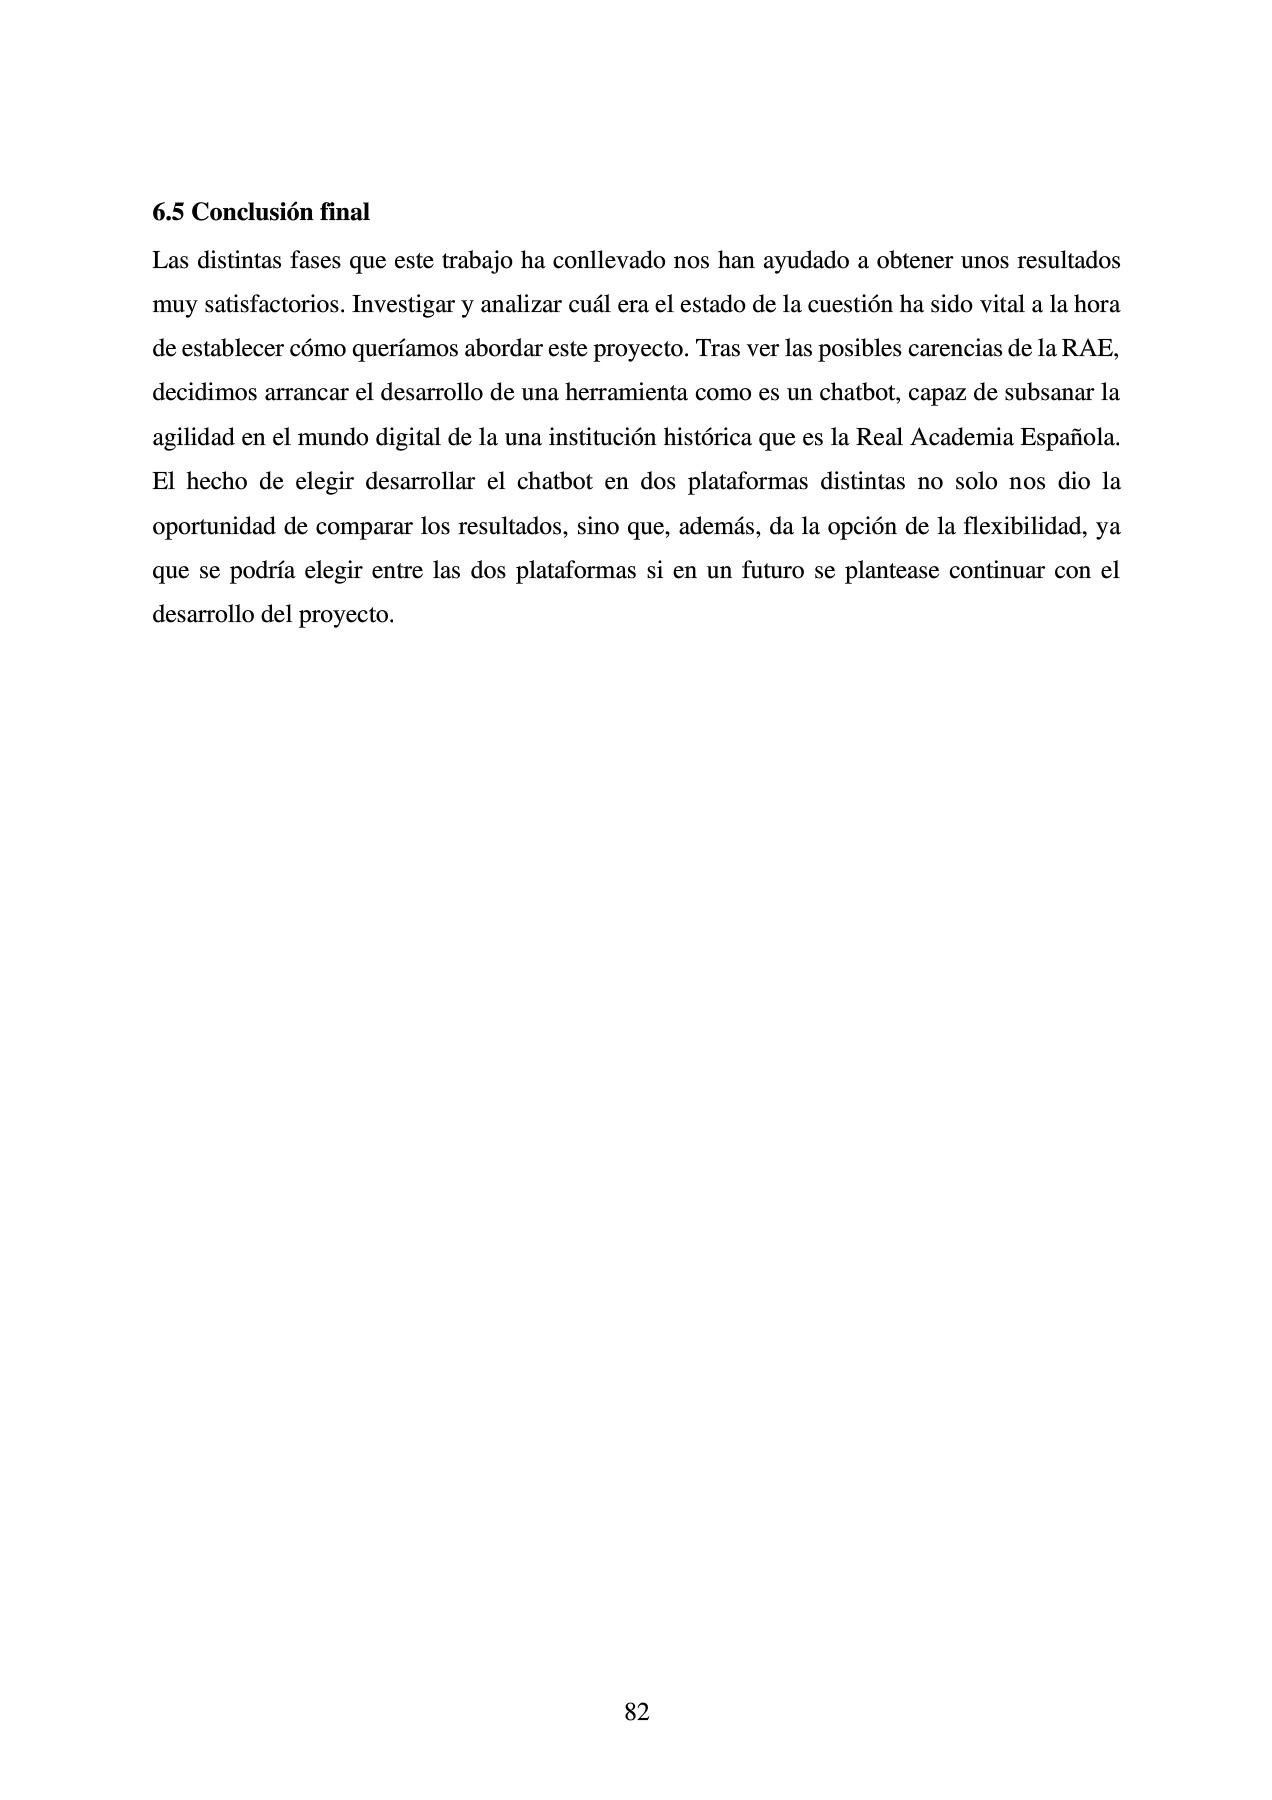 6.5 Conclusión final
Las distintas fases que este trabajo ha conllevado nos han ayudado a obtener unos resultados
muy satisfactorios. Investigar y analizar cuál era el estado de la cuestión ha sido vital a la hora
de establecer cómo queríamos abordar este proyecto. Tras ver las posibles carencias de la RAE,
decidimos arrancar el desarrollo de una herramienta como es un chatbot, capaz de subsanar la
agilidad en el mundo digital de la una institución histórica que es la Real Academia Española.
El hecho de elegir desarrollar el chatbot en dos plataformas distintas no solo nos dio la
oportunidad de comparar los resultados, sino que, además, da la opción de la flexibilidad, ya
que se podría elegir entre las dos plataformas si en un futuro se plantease continuar con el
desarrollo del proyecto.
82